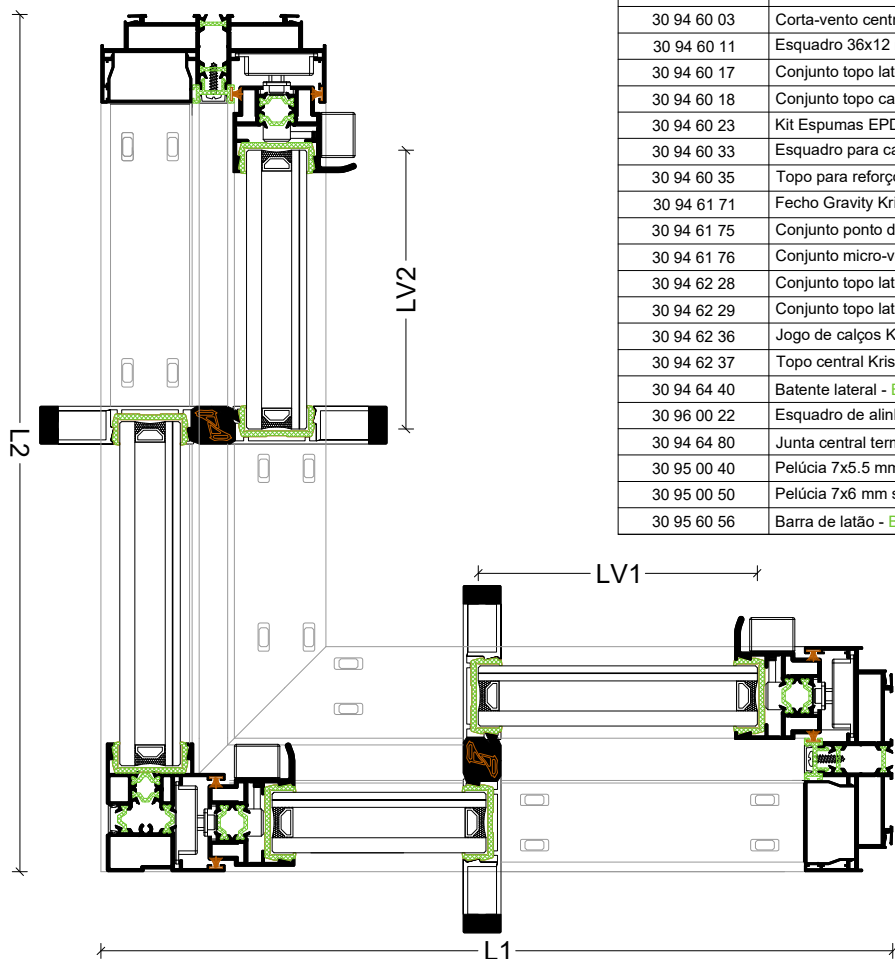 30 94 60 03 Corta-vento centr
30 94 60 11 Esquadro 36x12
30 94 60 17 Conjunto topo lat
30 94 60 18 Conjunto topo ca
30 94 60 23 Kit Espumas EPD
30 94 60 33 Esquadro para ca
30 94 60 35 Topo para reforço
30 94 61 71 Fecho Gravity Kri
30 94 61 75 Conjunto ponto d
30 94 61 76 Conjunto micro-v
30 94 62 28 Conjunto topo lat
30 94 62 29 Conjunto topo lat
30 94 62 36 Jogo de calços K
30 94 62 37 Topo central Kris
30 94 64 40 Batente lateral - E
30 96 00 22 Esquadro de alin
30 94 64 80 Junta central tern
30 95 00 40 Pelúcia 7x5.5 mm
30 95 00 50 Pelúcia 7x6 mm s
30 95 60 56 Barra de latão - E
LV2
L2
LV1
L1